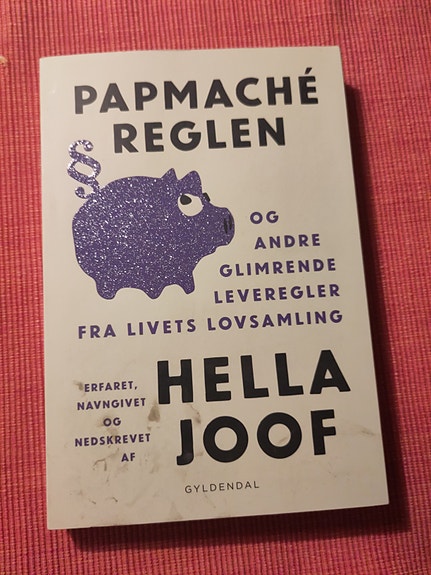 PAPMACHÉ
REGLEN
§
OG
ANDRE
GLIMRENDE
LEVEREGLER
FRA LIVETS LOVSAMLING
ERFARET,
NAVNGIVET
OG
NEDSKREVET
AF
HELLA
JOOF
GYLDENDAL